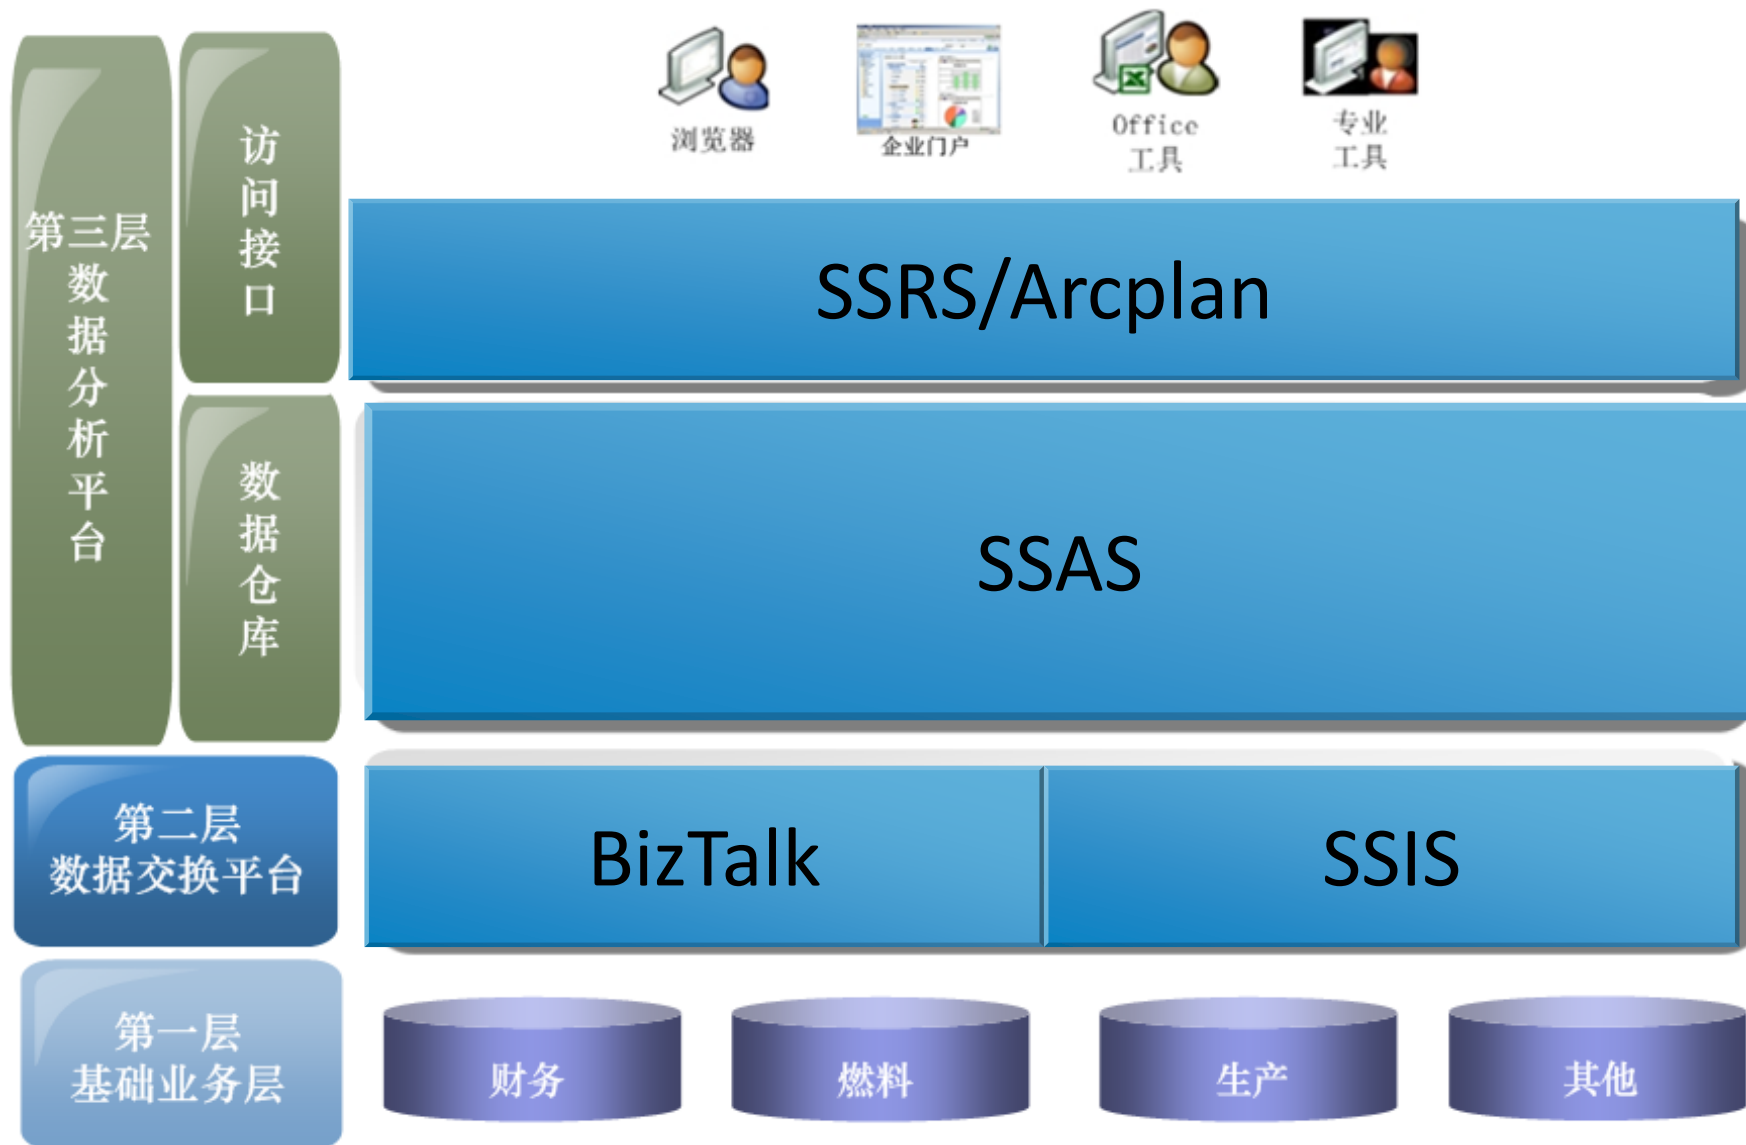 浏览器
企业门户
Office
工具
专业
工具
第三层
数据分析平台
访问接口
SSRS/Arcplan
数据仓库
SSAS
第二层
数据交换平台
BizTalk
SSIS
第一层
基础业务层
财务
燃料
生产
其他